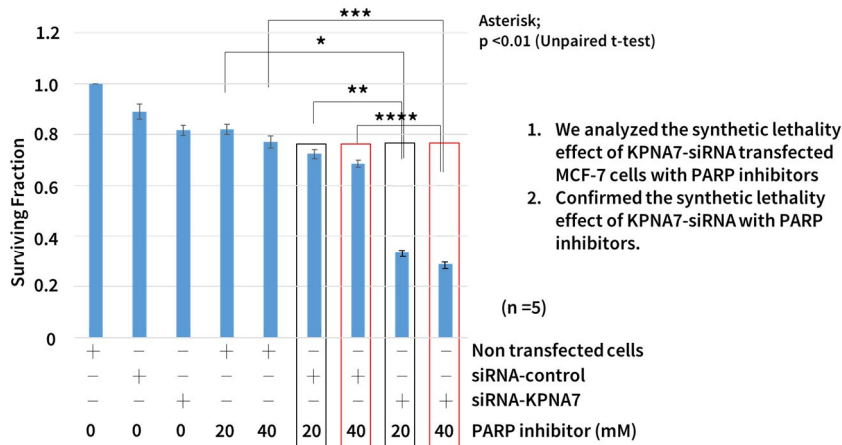 Asterisk;
p <0.01 (Unpaired t-test)
***
*
**
****
1.2
1.0
0.8
0.6
0.4
0.2
0
Surviving Fraction
1. We analyzed the synthetic lethality
effect of KPNA7-siRNA transfected
MCF-7 cells with PARP inhibitors
2. Confirmed the synthetic lethality
effect of KPNA7-siRNA with PARP
inhibitors.
(n =5)
+ − − + + − − − − Non transfected cells
− + − − − + + − − siRNA-control
− − + − − − − + + siRNA-KPNA7
0 0 0 20 40 20 40 20 40 PARP inhibitor (mM)